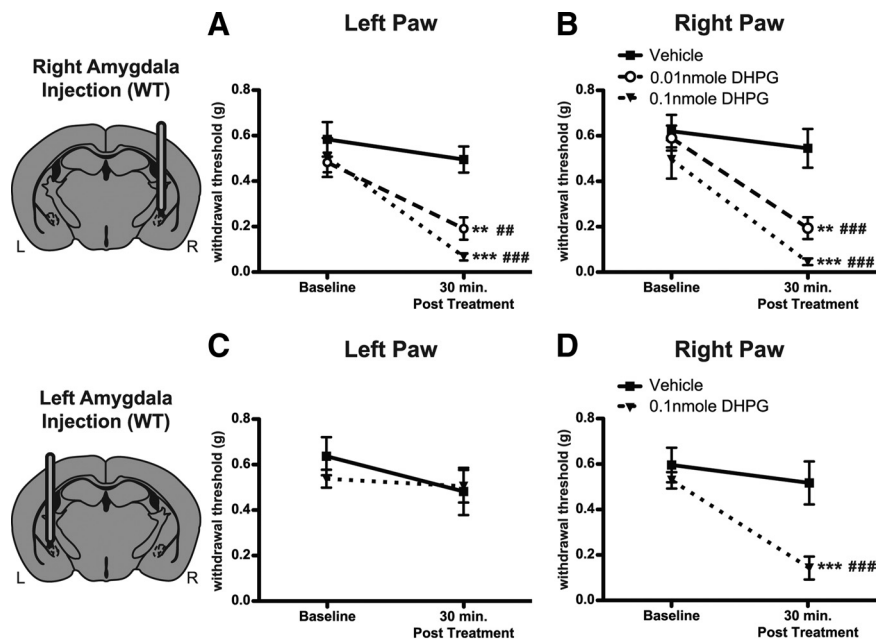 A
Left Paw
B
Right Paw
Right Amygdala
Injection (WT)
L
R
withdrawal threshold (g)
0.8
0.6
0.4
0.2
0.0
** ##
*** ###
Baseline
30 min.
Post Treatment
Vehicle
0.01nmole DHPG
0.1nmole DHPG
withdrawal threshold (g)
0.8
0.6
0.4
0.2
0.0
** ###
*** ###
Baseline
30 min.
Post Treatment
C
Left Paw
D
Right Paw
Left Amygdala
Injection (WT)
L
R
withdrawal threshold (g)
0.8
0.6
0.4
0.2
0.0
Baseline
30 min.
Post Treatment
Vehicle
0.1nmole DHPG
withdrawal threshold (g)
0.8
0.6
0.4
0.2
0.0
*** ###
Baseline
30 min.
Post Treatment